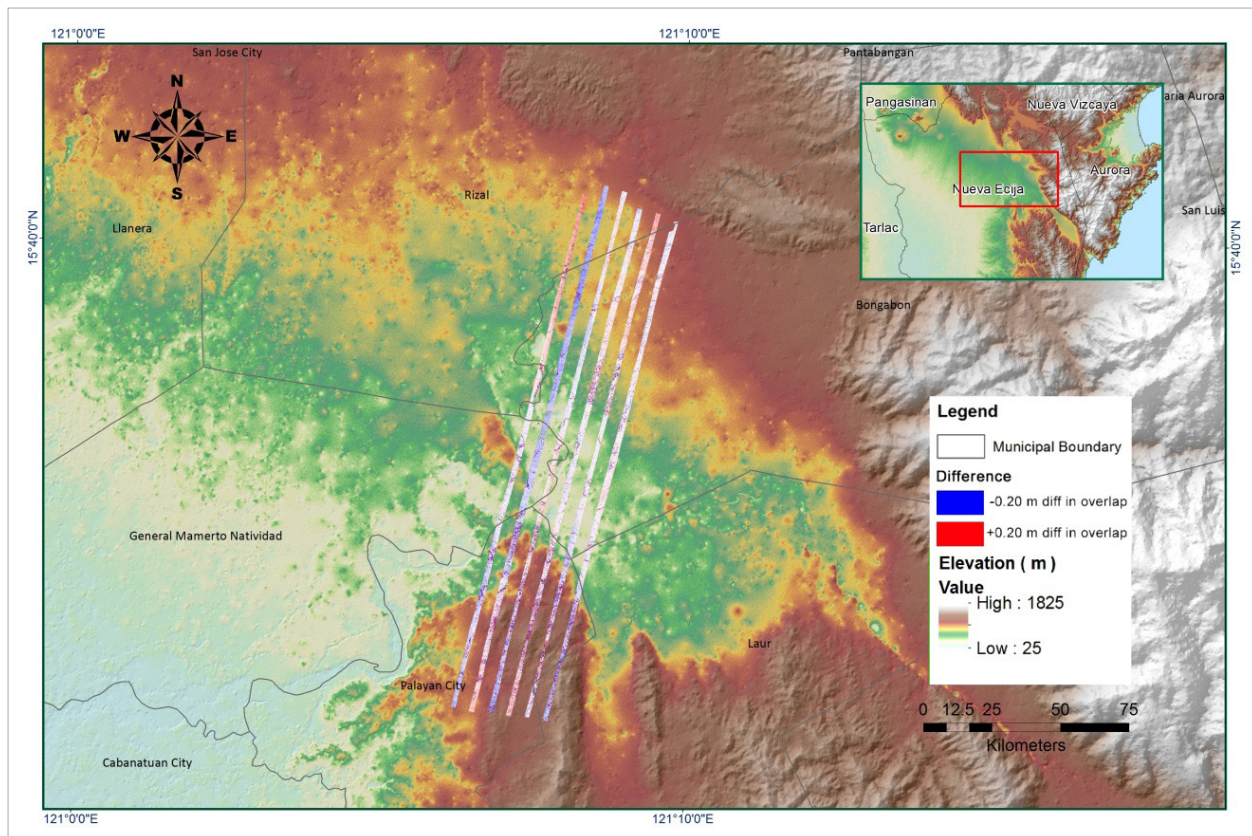 121°0'0"E
121°10'0"E
San Jose City
Pantabangan
N
W E
S
Rizal
Llanera
15°40'0"N
15°40'0"N
Pangasinan
Nueva Vizcaya
aria Aurora
Aurora
Nueva Ecija
Tarlac
San Luis
Bongabon
General Mamerto Natividad
Laur
Palayan City
Cabanatuan City
Legend
Municipal Boundary
Difference
-0.20 m diff in overlap
+0.20 m diff in overlap
Elevation ( m )
Value
High : 1825
Low : 25
0 12.5 25 50 75
Kilometers
121°0'0"E
121°10'0"E